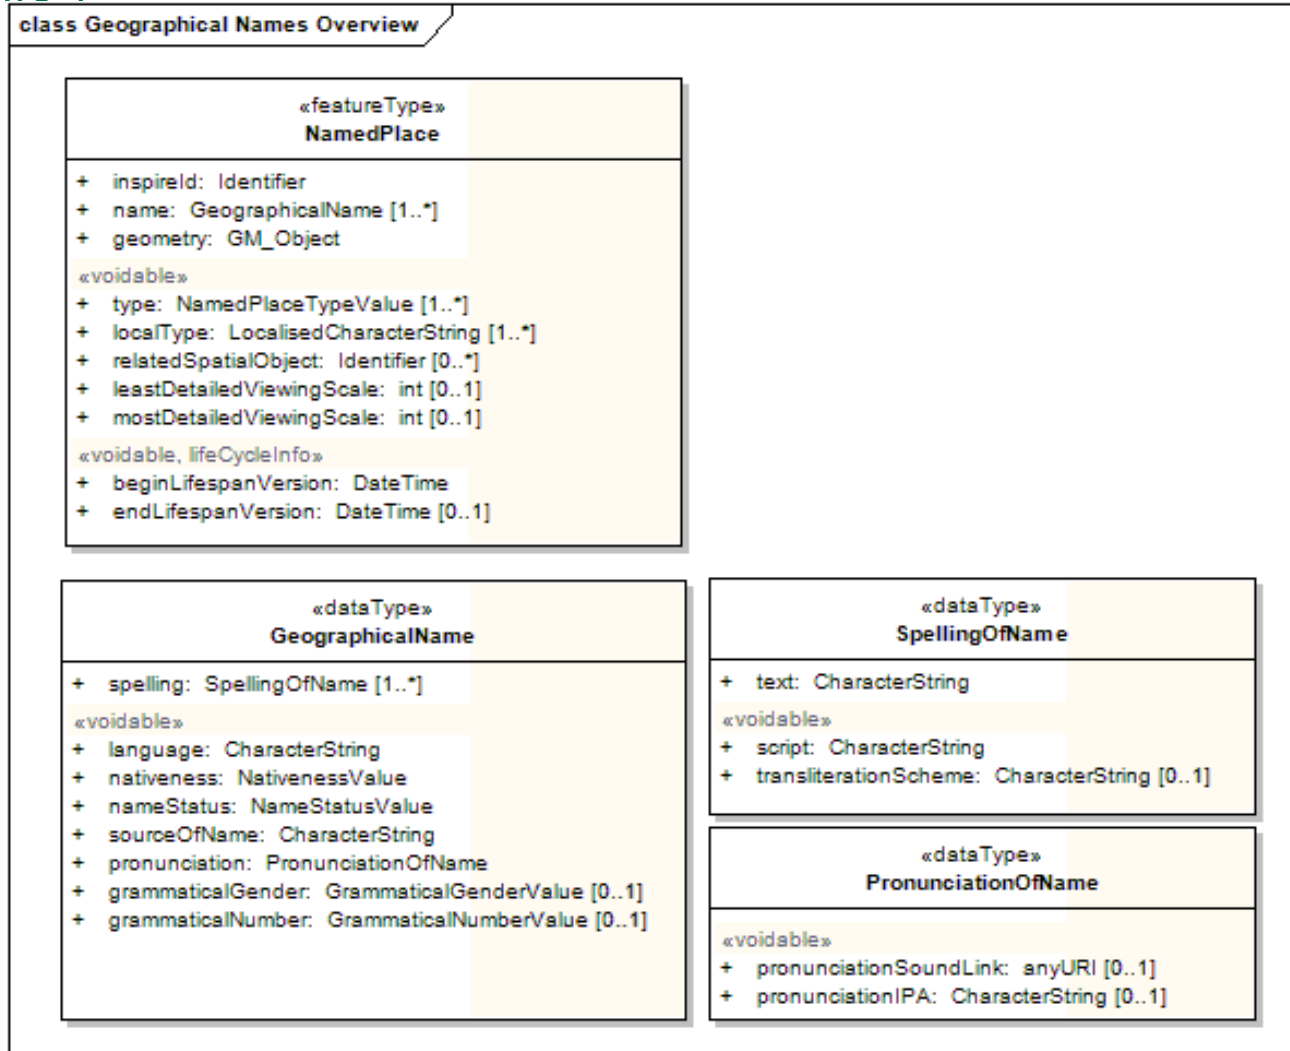 class Geographical Names Overview
«featureType»
NamedPlace
+ inspireId: Identifier
+ name: GeographicalName [1..*]
+ geometry: GM_Object
«voidable»
+ type: NamedPlaceTypeValue [1..*]
+ localType: LocalisedCharacterString [1..*]
+ relatedSpatialObject: Identifier [0..*]
+ leastDetailedViewingScale: int [0..1]
+ mostDetailedViewingScale: int [0..1]
«voidable, lifeCycleInfo»
+ beginLifespanVersion: DateTime
+ endLifespanVersion: DateTime [0..1]
«dataType»
GeographicalName
+ spelling: SpellingOfName [1..*]
«voidable»
+ language: CharacterString
+ nativeness: NativenessValue
+ nameStatus: NameStatusValue
+ sourceOfName: CharacterString
+ pronunciation: PronunciationOfName
+ grammaticalGender: GrammaticalGenderValue [0..1]
+ grammaticalNumber: GrammaticalNumberValue [0..1]
«dataType»
SpellingOfName
+ text: CharacterString
«voidable»
+ script: CharacterString
+ transliterationScheme: CharacterString [0..1]
«dataType»
PronunciationOfName
«voidable»
+ pronunciationSoundLink: anyURI [0..1]
+ pronunciationIPA: CharacterString [0..1]